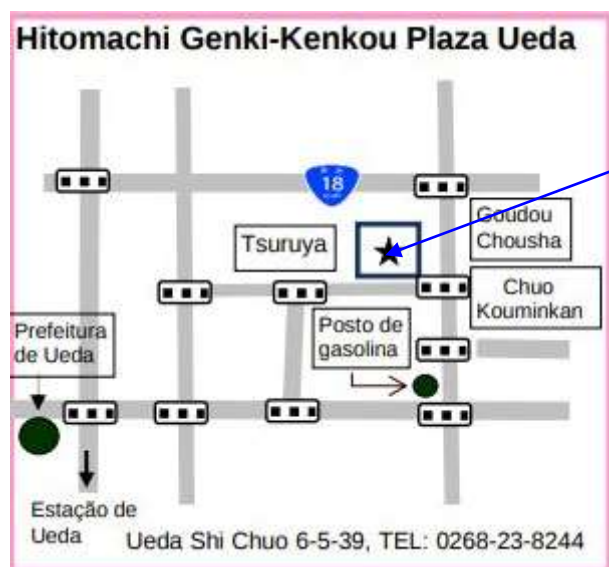 Hitomachi Genki-Kenkou Plaza Ueda
18
Goudou
Chousha
Tsuruya
Chuo
Kouminkan
Prefeitura
de Ueda
Posto de
gasolina
Estação de
Ueda
Ueda Shi Chuo 6-5-39, TEL: 0268-23-8244